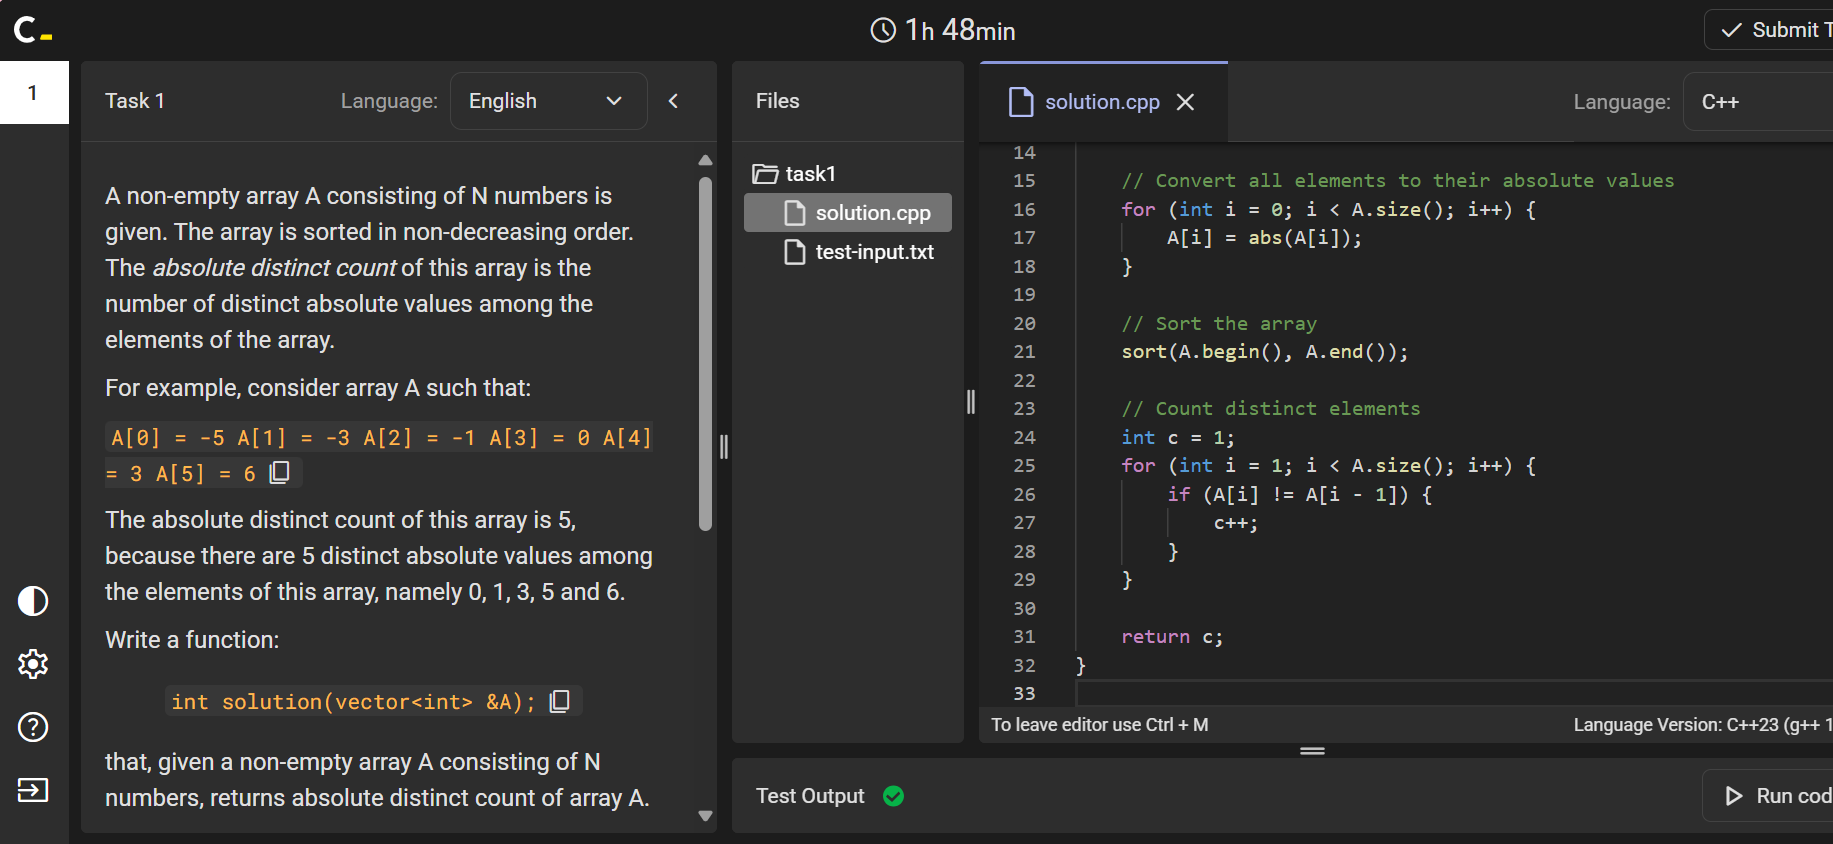 C_
1h 48min
Submit T
1
Task 1
Language:
English
A non-empty array A consisting of N numbers is
given. The array is sorted in non-decreasing order.
The absolute distinct count of this array is the
number of distinct absolute values among the
elements of the array.
For example, consider array A such that:
A[0] = -5 A[1] = -3 A[2] = -1 A[3] = 0 A[4]
= 3 A[5] = 6
The absolute distinct count of this array is 5,
because there are 5 distinct absolute values among
the elements of this array, namely 0, 1, 3, 5 and 6.
Write a function:
int solution(vector<int> &A);
that, given a non-empty array A consisting of N
numbers, returns absolute distinct count of array A.
Files
task1
solution.cpp
test-input.txt
solution.cpp
Language:
C++
14
15 // Convert all elements to their absolute values
16 for (int i = 0; i < A.size(); i++) {
17 A[i] = abs(A[i]);
18 }
19
20 // Sort the array
21 sort(A.begin(), A.end());
22
23 // Count distinct elements
24 int c = 1;
25 for (int i = 1; i < A.size(); i++) {
26 if (A[i] != A[i - 1]) {
27 c++;
28 }
29 }
30
31 return c;
32 }
33
To leave editor use Ctrl + M
Language Version: C++23 (g++ 1
Test Output
Run cod